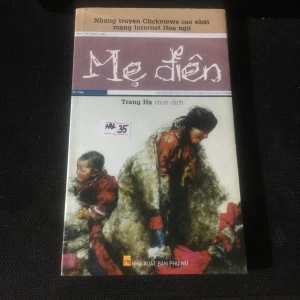 Những truyện Clickviews cao nhất
mạng Internet Hoa ngữ
Mẹ điên
Trang Hạ chọn dịch
35
NHÀ XUẤT BẢN PHỤ NỮ